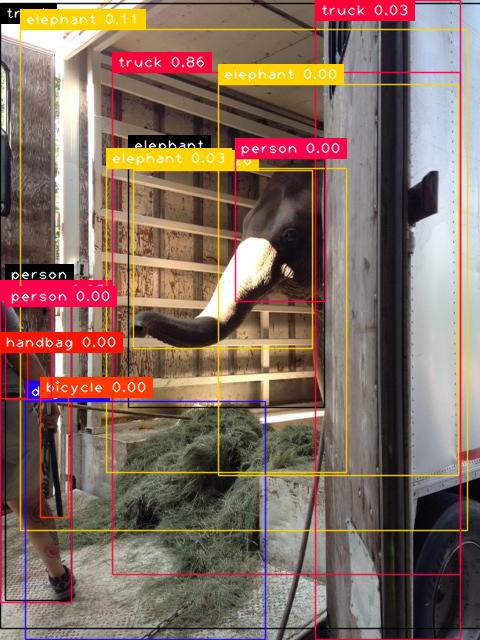 elephant 0.11
truck 0.03
truck 0.86
elephant 0.00
elephant
person 0.00
elephant 0.03
person
person 0.00
handbag 0.00
bicycle 0.00